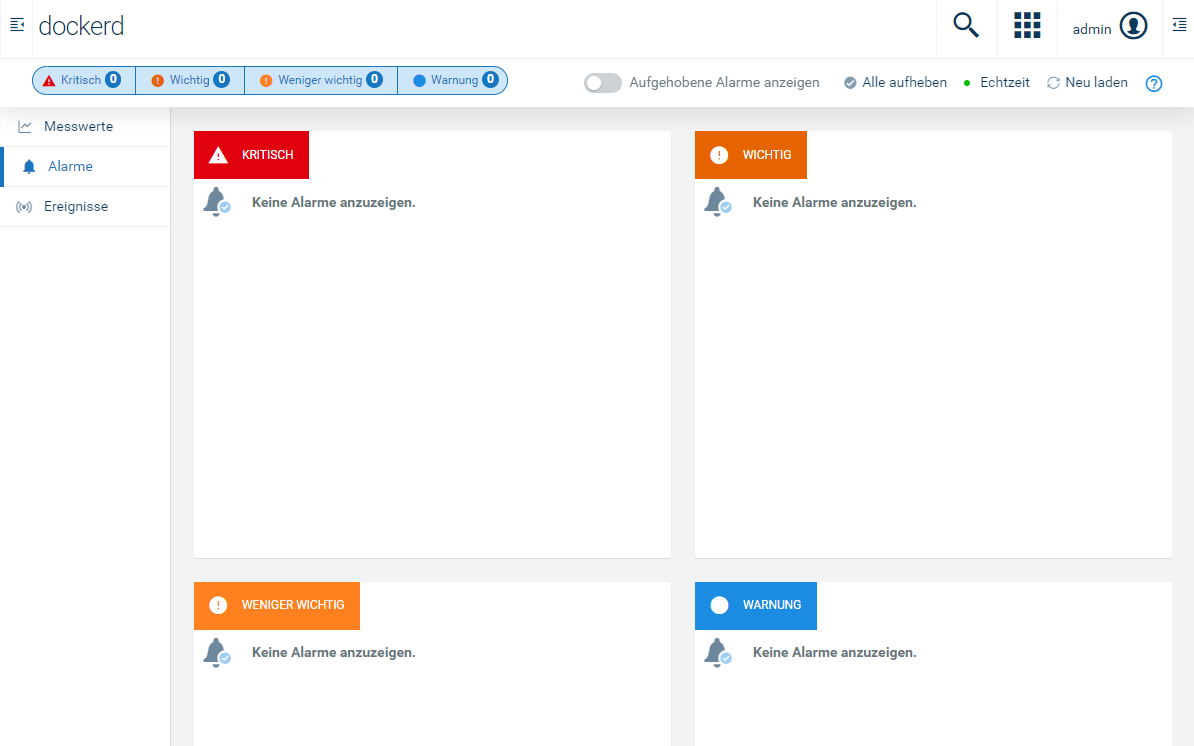 dockerd
admin
Kritisch 0 Wichtig 0 Weniger wichtig 0 Warnung 0
Aufgehobene Alarme anzeigen Alle aufheben Echtzeit Neu laden ?
Messwerte
Alarme
Ereignisse
KRITISCH
Keine Alarme anzuzeigen.
WICHTIG
Keine Alarme anzuzeigen.
WENIGER WICHTIG
Keine Alarme anzuzeigen.
WARNUNG
Keine Alarme anzuzeigen.